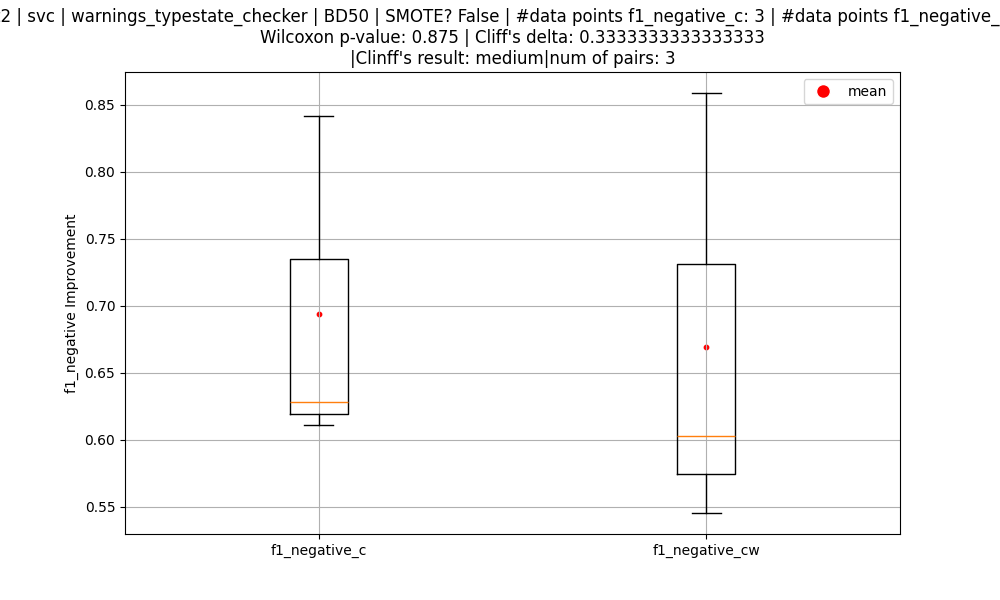 2 | svc | warnings_typestate_checker | BD50 | SMOTE? False | #data points f1_negative_c: 3 | #data points f1_negative_
Wilcoxon p-value: 0.875 | Cliff's delta: 0.3333333333333333
|Clinff's result: medium|num of pairs: 3
mean
0.85
0.80
0.75
0.70
0.65
0.60
0.55
f1_negative Improvement
f1_negative_c
f1_negative_cw